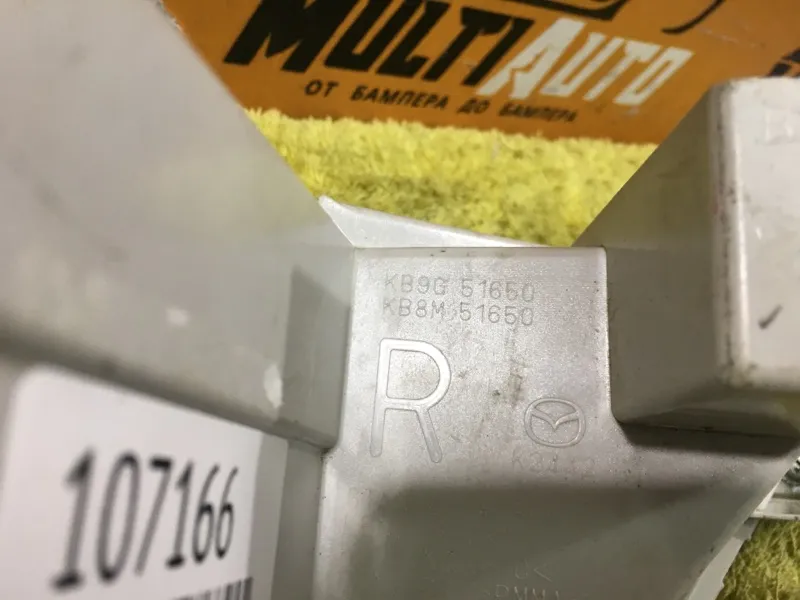 MULTIAUTO
ОТ БАМПЕРА ДО БАМПЕРА
KB9G 51650
KB8M 51650
R
107166